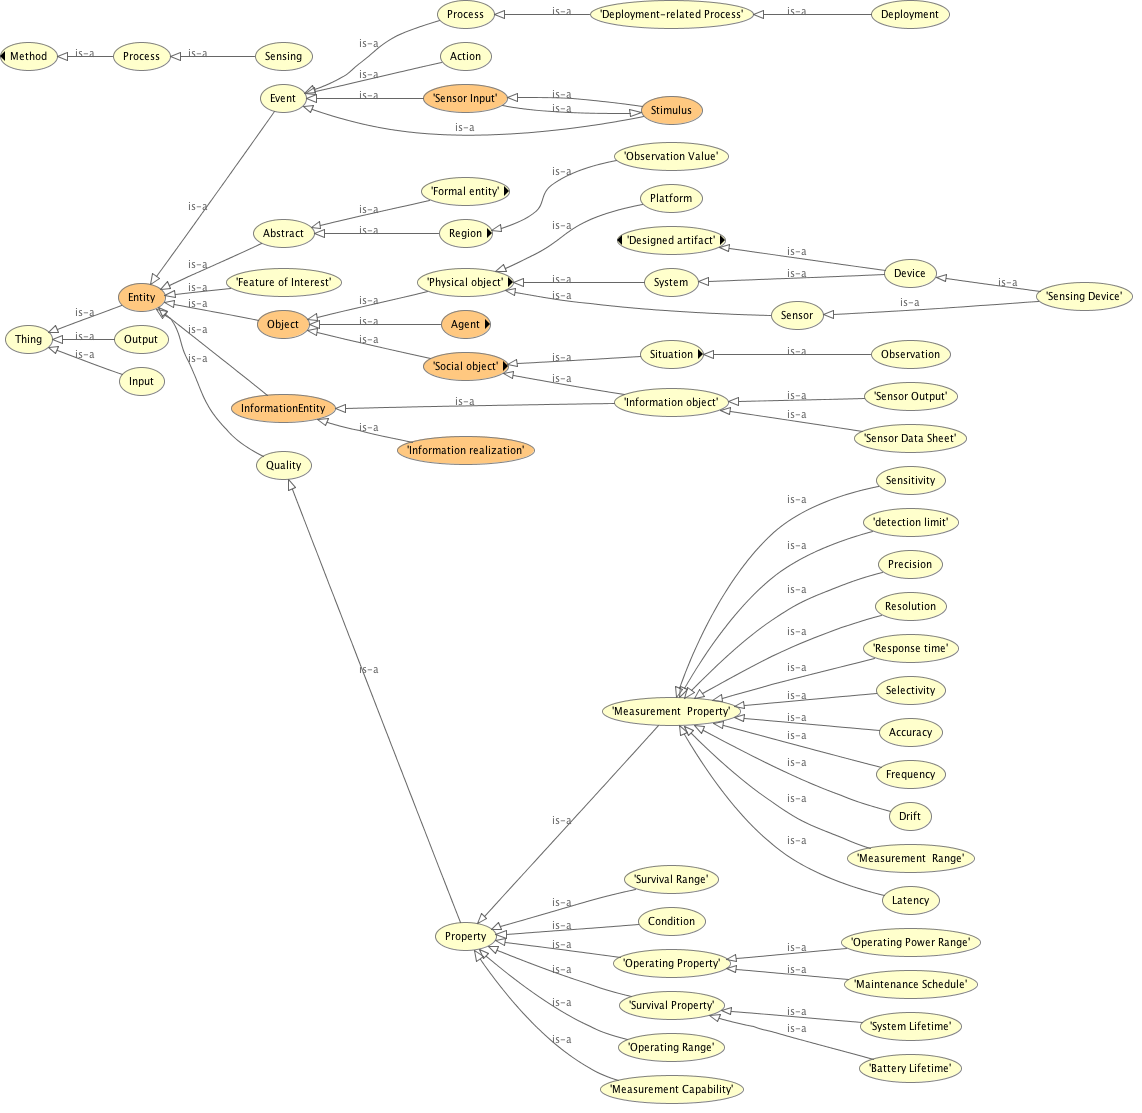 Process
is-a
'Deployment-related Process'
is-a
Deployment
is-a
Method
is-a
Process
is-a
Sensing
Action
is-a
Event
is-a
'Sensor Input'
is-a
is-a
Stimulus
is-a
'Observation Value'
'Formal entity'
Platform
is-a
is-a
is-a
Abstract
is-a
Region
'Designed artifact'
is-a
is-a
'Feature of Interest'
'Physical object'
is-a
System
is-a
Device
is-a
'Sensing Device'
is-a
Entity
is-a
is-a
is-a
is-a
Sensor
is-a
is-a
Object
is-a
Agent
Thing
is-a
Output
is-a
is-a
is-a
is-a
Situation
is-a
Observation
'Social object'
is-a
Input
is-a
InformationEntity
is-a
'Information object'
is-a
'Sensor Output'
is-a
'Sensor Data Sheet'
is-a
'Information realization'
Quality
Sensitivity
is-a
'detection limit'
is-a
Precision
is-a
Resolution
is-a
'Response time'
is-a
is-a
Selectivity
is-a
'Measurement  Property'
is-a
Accuracy
is-a
Frequency
is-a
Drift
is-a
is-a
'Measurement  Range'
is-a
Latency
'Survival Range'
is-a
Condition
is-a
Property
is-a
'Operating Property'
is-a
'Operating Power Range'
is-a
'Maintenance Schedule'
is-a
'Survival Property'
is-a
'System Lifetime'
is-a
is-a
'Operating Range'
is-a
'Battery Lifetime'
'Measurement Capability'